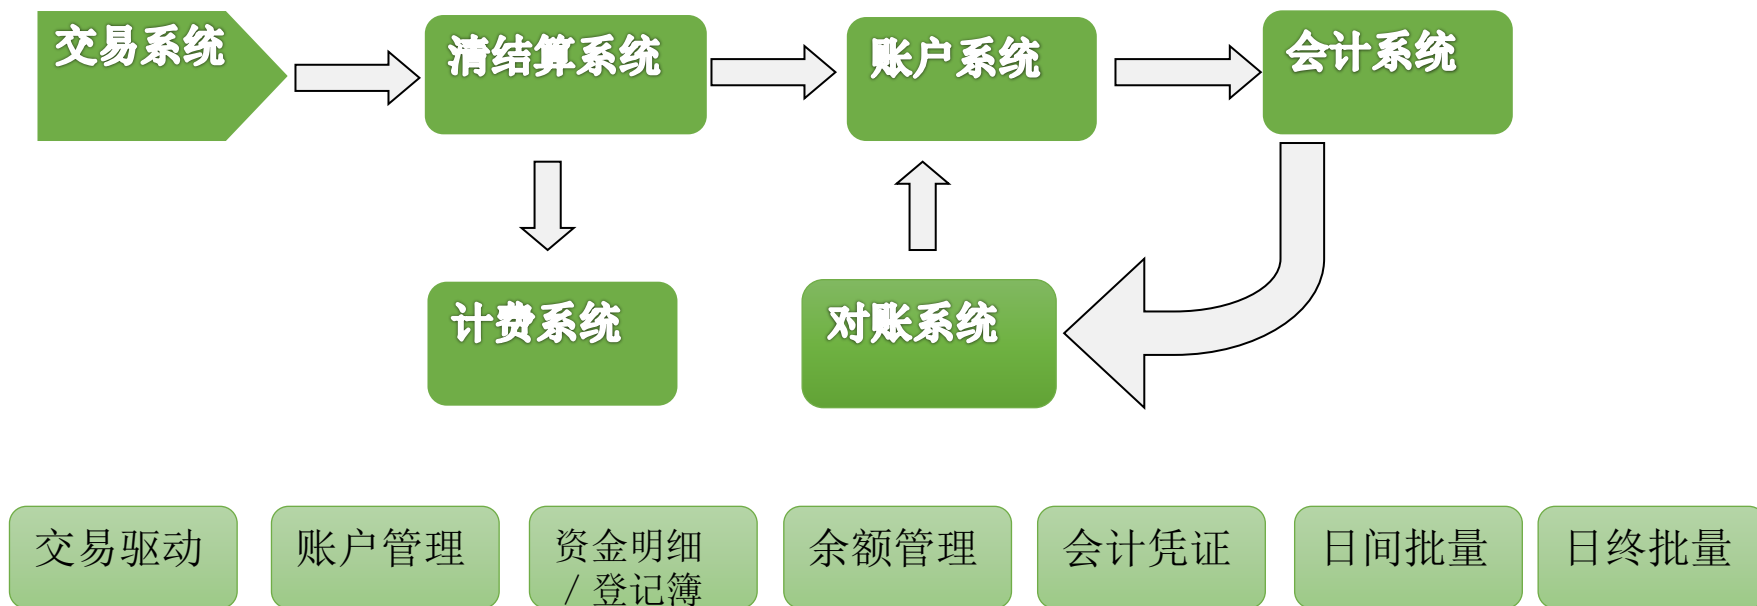 交易系统
清结算系统
账户系统
会计系统
计费系统
对账系统
交易驱动
账户管理
资金明细
/登记簿
余额管理
会计凭证
日间批量
日终批量